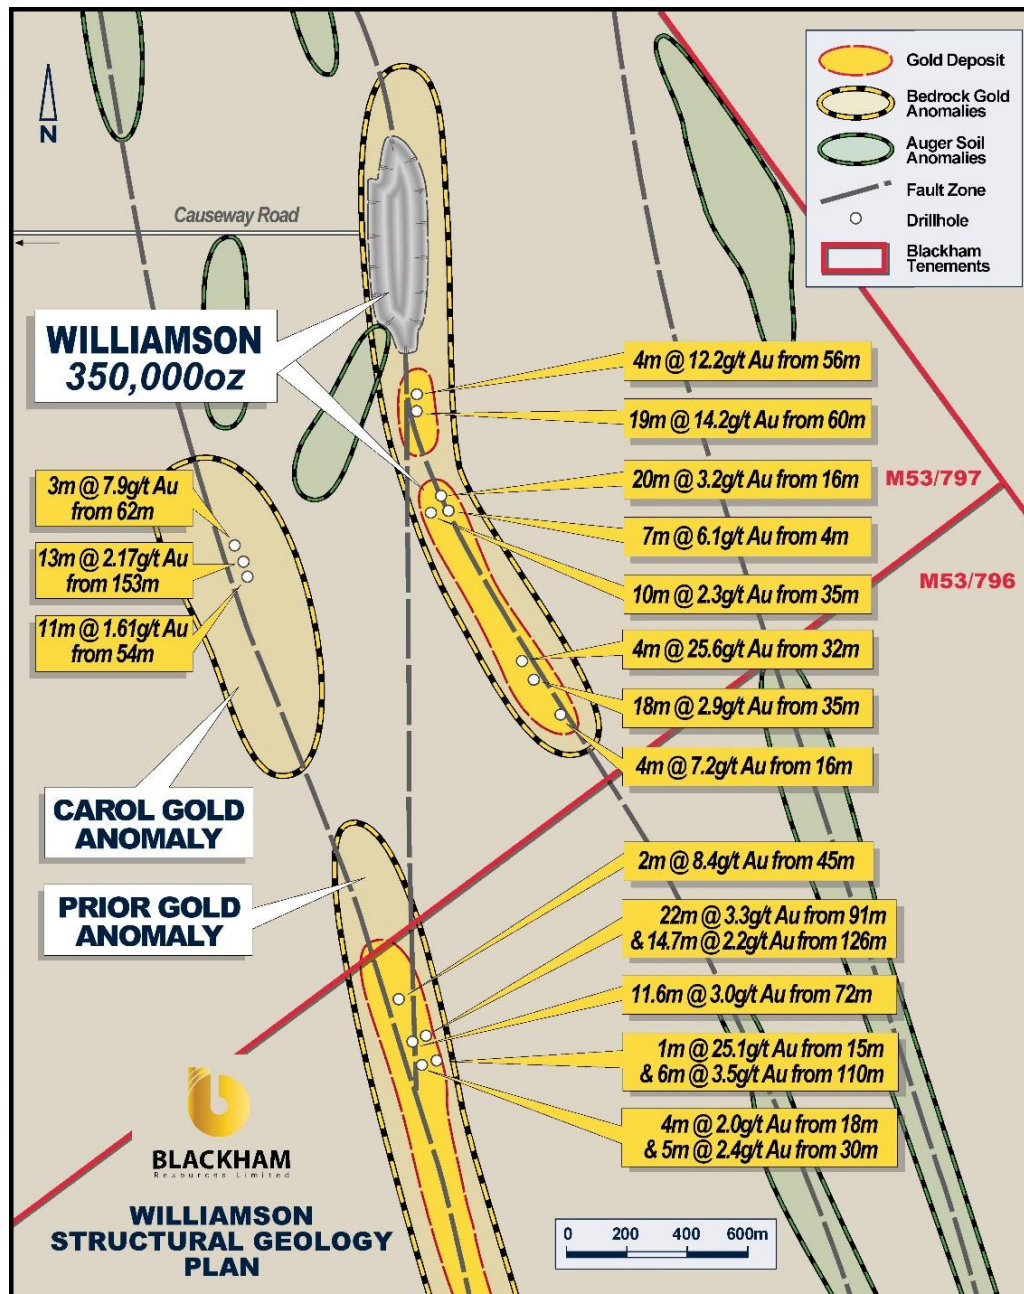 Gold Deposit
Bedrock Gold
Anomalies
Auger Soil
Anomalies
Fault Zone
Drillhole
Blackham
Tenements
N
Causeway Road
WILLIAMSON
350,000oz
4m @ 12.2g/t Au from 56m
19m @ 14.2g/t Au from 60m
20m @ 3.2g/t Au from 16m
M53/797
3m @ 7.9g/t Au
from 62m
7m @ 6.1g/t Au from 4m
13m @ 2.17g/t Au
from 153m
10m @ 2.3g/t Au from 35m
M53/796
11m @ 1.61g/t Au
from 54m
4m @ 25.6g/t Au from 32m
18m @ 2.9g/t Au from 35m
4m @ 7.2g/t Au from 16m
CAROL GOLD
ANOMALY
2m @ 8.4g/t Au from 45m
PRIOR GOLD
ANOMALY
22m @ 3.3g/t Au from 91m
& 14.7m @ 2.2g/t Au from 126m
11.6m @ 3.0g/t Au from 72m
1m @ 25.1g/t Au from 15m
& 6m @ 3.5g/t Au from 110m
4m @ 2.0g/t Au from 18m
& 5m @ 2.4g/t Au from 30m
BLACKHAM
Resources Limited
WILLIAMSON
STRUCTURAL GEOLOGY
PLAN
0 200 400 600m